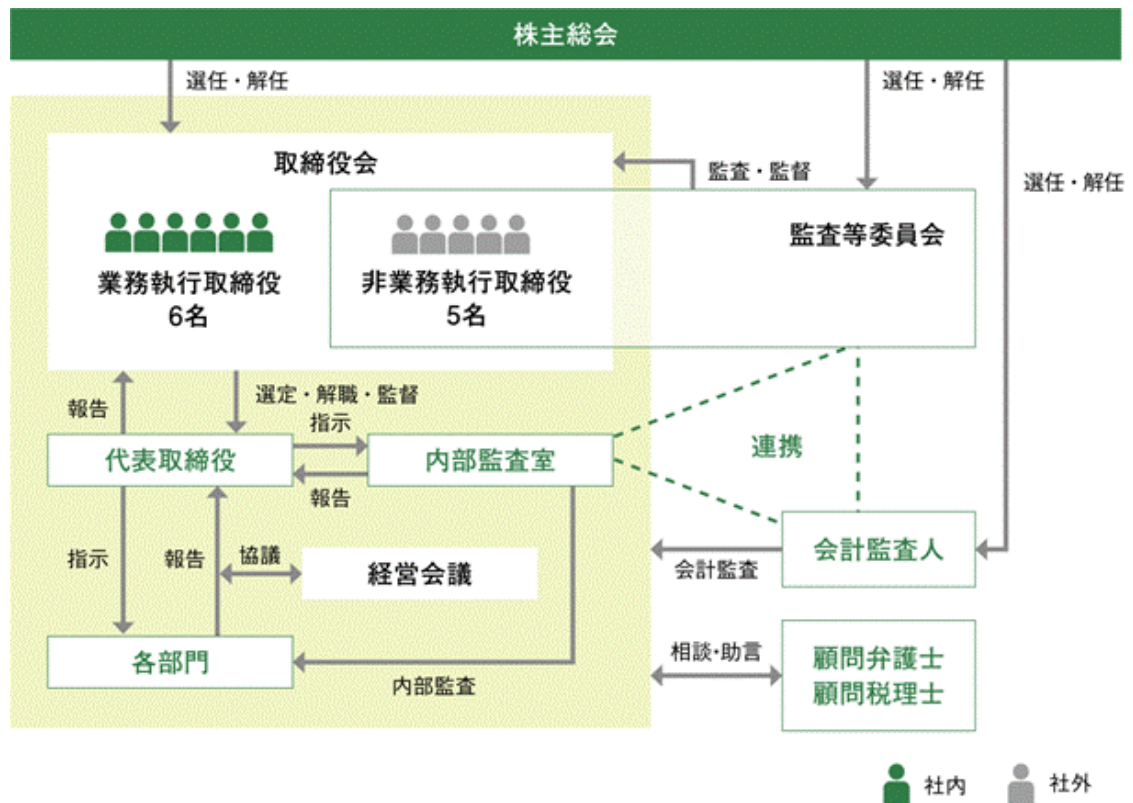 株主総会
選任・解任
選任・解任
選任・解任
取締役会
監査・監督
監査等委員会
業務執行取締役
6名
非業務執行取締役
5名
報告
選定・解職・監督
指示
代表取締役
内部監査室
報告
連携
指示
報告
協議
経営会議
会計監査人
会計監査
各部門
内部監査
相談・助言
顧問弁護士
顧問税理士
社内
社外